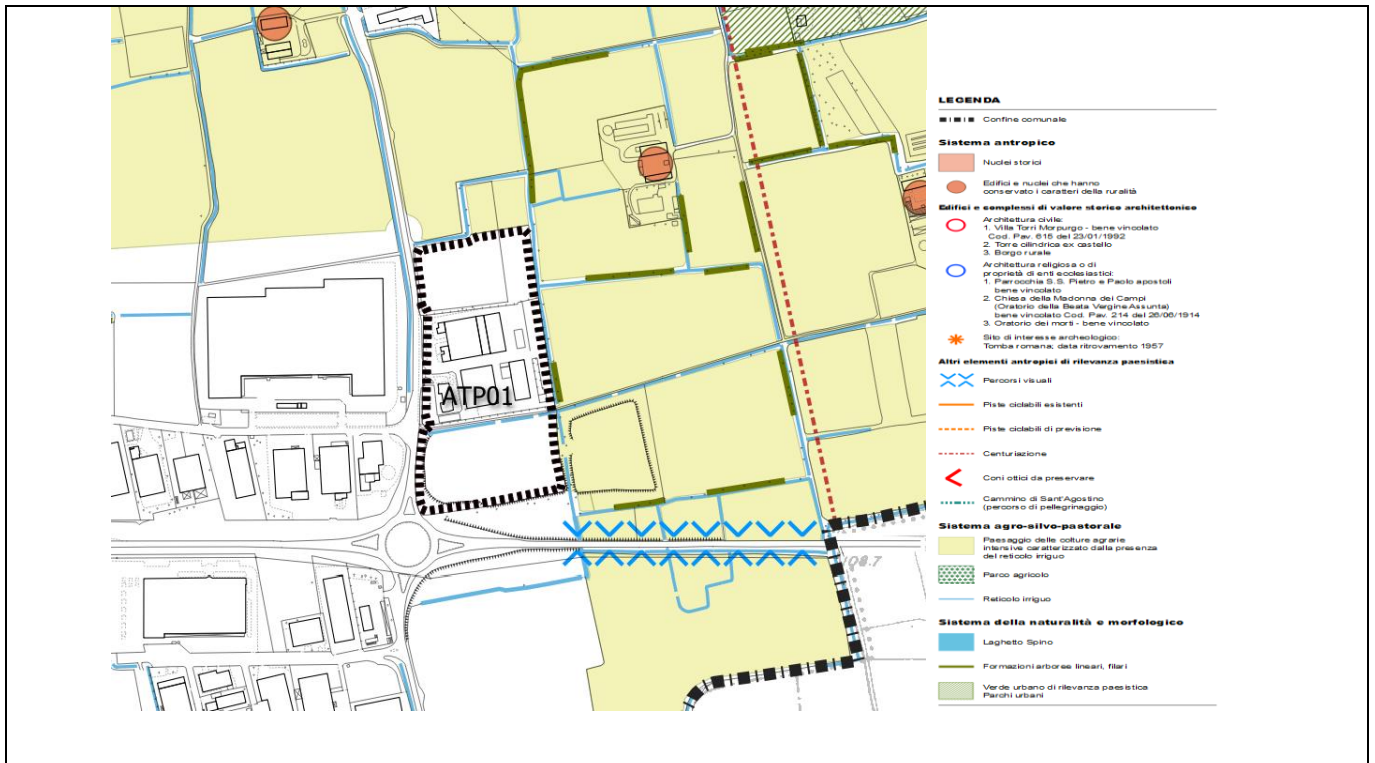 ATP01
108.7
LEGENDA
Confine comunale
Sistema antropico
Nuclei storici
Edifici e nuclei che hanno
conservato i caratteri della ruralità
Edifici e complessi di valore storico architettonico
Architettura civile:
1. Villa Torri Morpurgo - bene vincolato
Cod. Pav. 615 del 23/01/1992
2. Torre cilindrica ex castello
3. Borgo rurale
Architettura religiosa o di
proprietà di enti ecclesiastici:
1. Parrocchia S.S. Pietro e Paolo apostoli
bene vincolato
2. Chiesa della Madonna dei Campi
(Oratorio della Beata Vergine Assunta)
bene vincolato Cod. Pav. 214 del 26/06/1914
3. Oratorio dei morti - bene vincolato
Sito di interesse archeologico:
Tomba romana; data ritrovamento 1957
Altri elementi antropici di rilevanza paesistica
Percorsi visuali
Piste ciclabili esistenti
Piste ciclabili di previsione
Centuriazione
Coni ottici da preservare
Cammino di Sant'Agostino
(percorso di pellegrinaggio)
Sistema agro-silvo-pastorale
Paesaggio delle colture agrarie
intensive caratterizzato dalla presenza
del reticolo irriguo
Parco agricolo
Reticolo irriguo
Sistema della naturalità e morfologico
Laghetto Spino
Formazioni arboree lineari, filari
Verde urbano di rilevanza paesistica
Parchi urbani